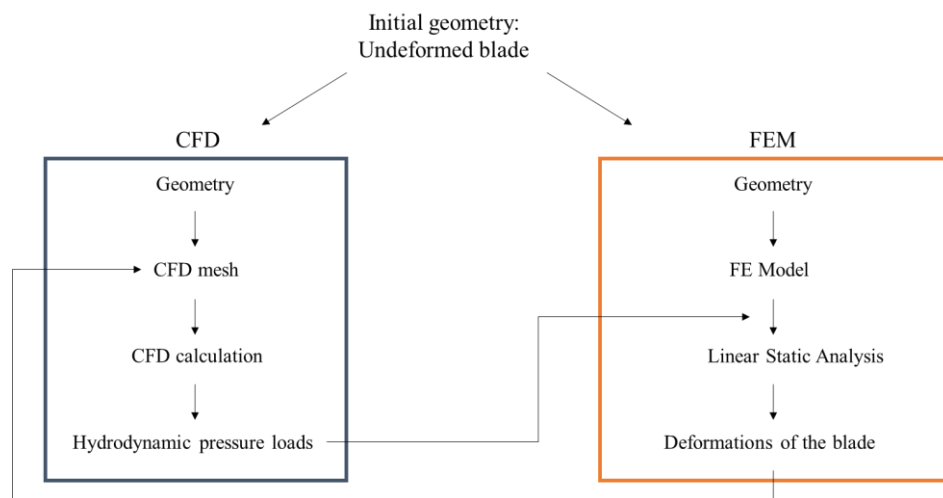 Initial geometry:
Undeformed blade
CFD
Geometry
CFD mesh
CFD calculation
Hydrodynamic pressure loads
FEM
Geometry
FE Model
Linear Static Analysis
Deformations of the blade